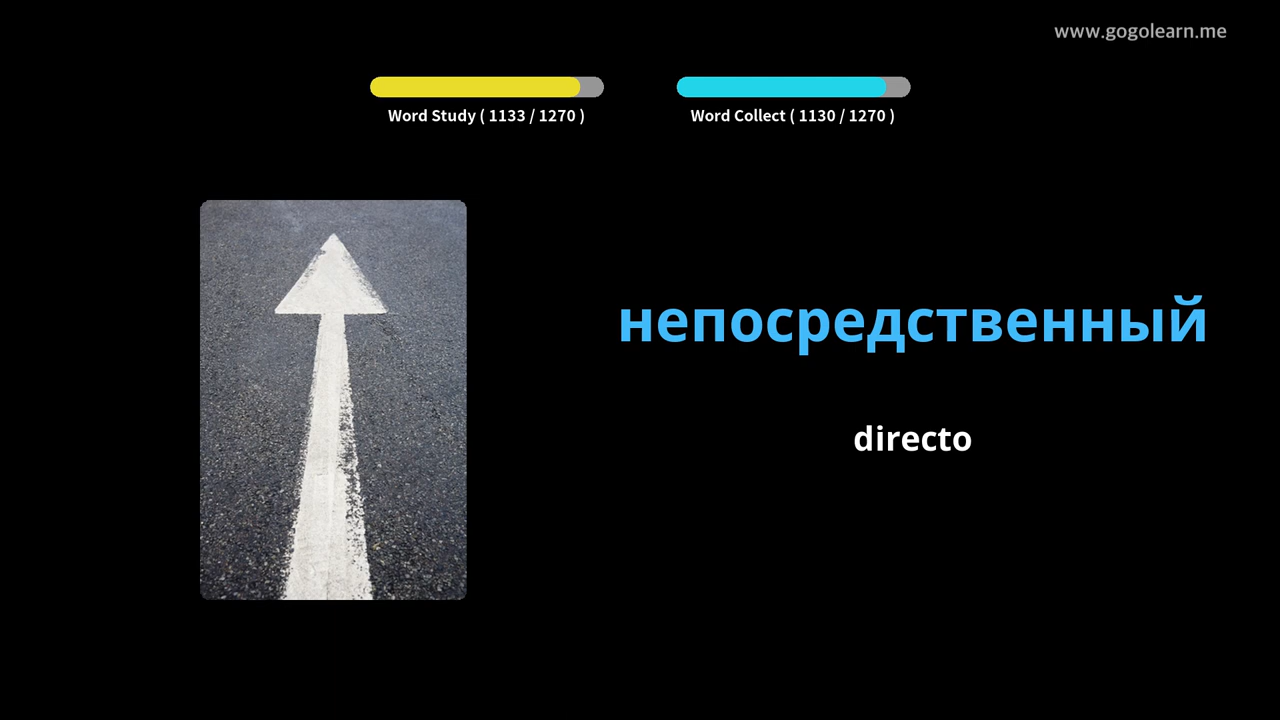 www.gogolearn.me
Word Study ( 1133 / 1270 )
Word Collect ( 1130 / 1270 )
непосредственный
directo